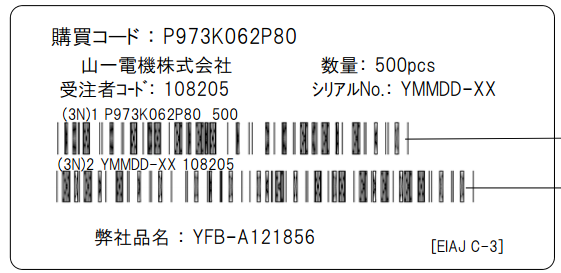 購買コード : P973K062P80
山一電機株式会社 数量: 500pcs
受注者コード: 108205 シリアルNo.: YMMDD-XX
(3N)1 P973K062P80 500
(3N)2 YMMDD-XX 108205
弊社品名 : YFB-A121856
[EIAJ C-3]